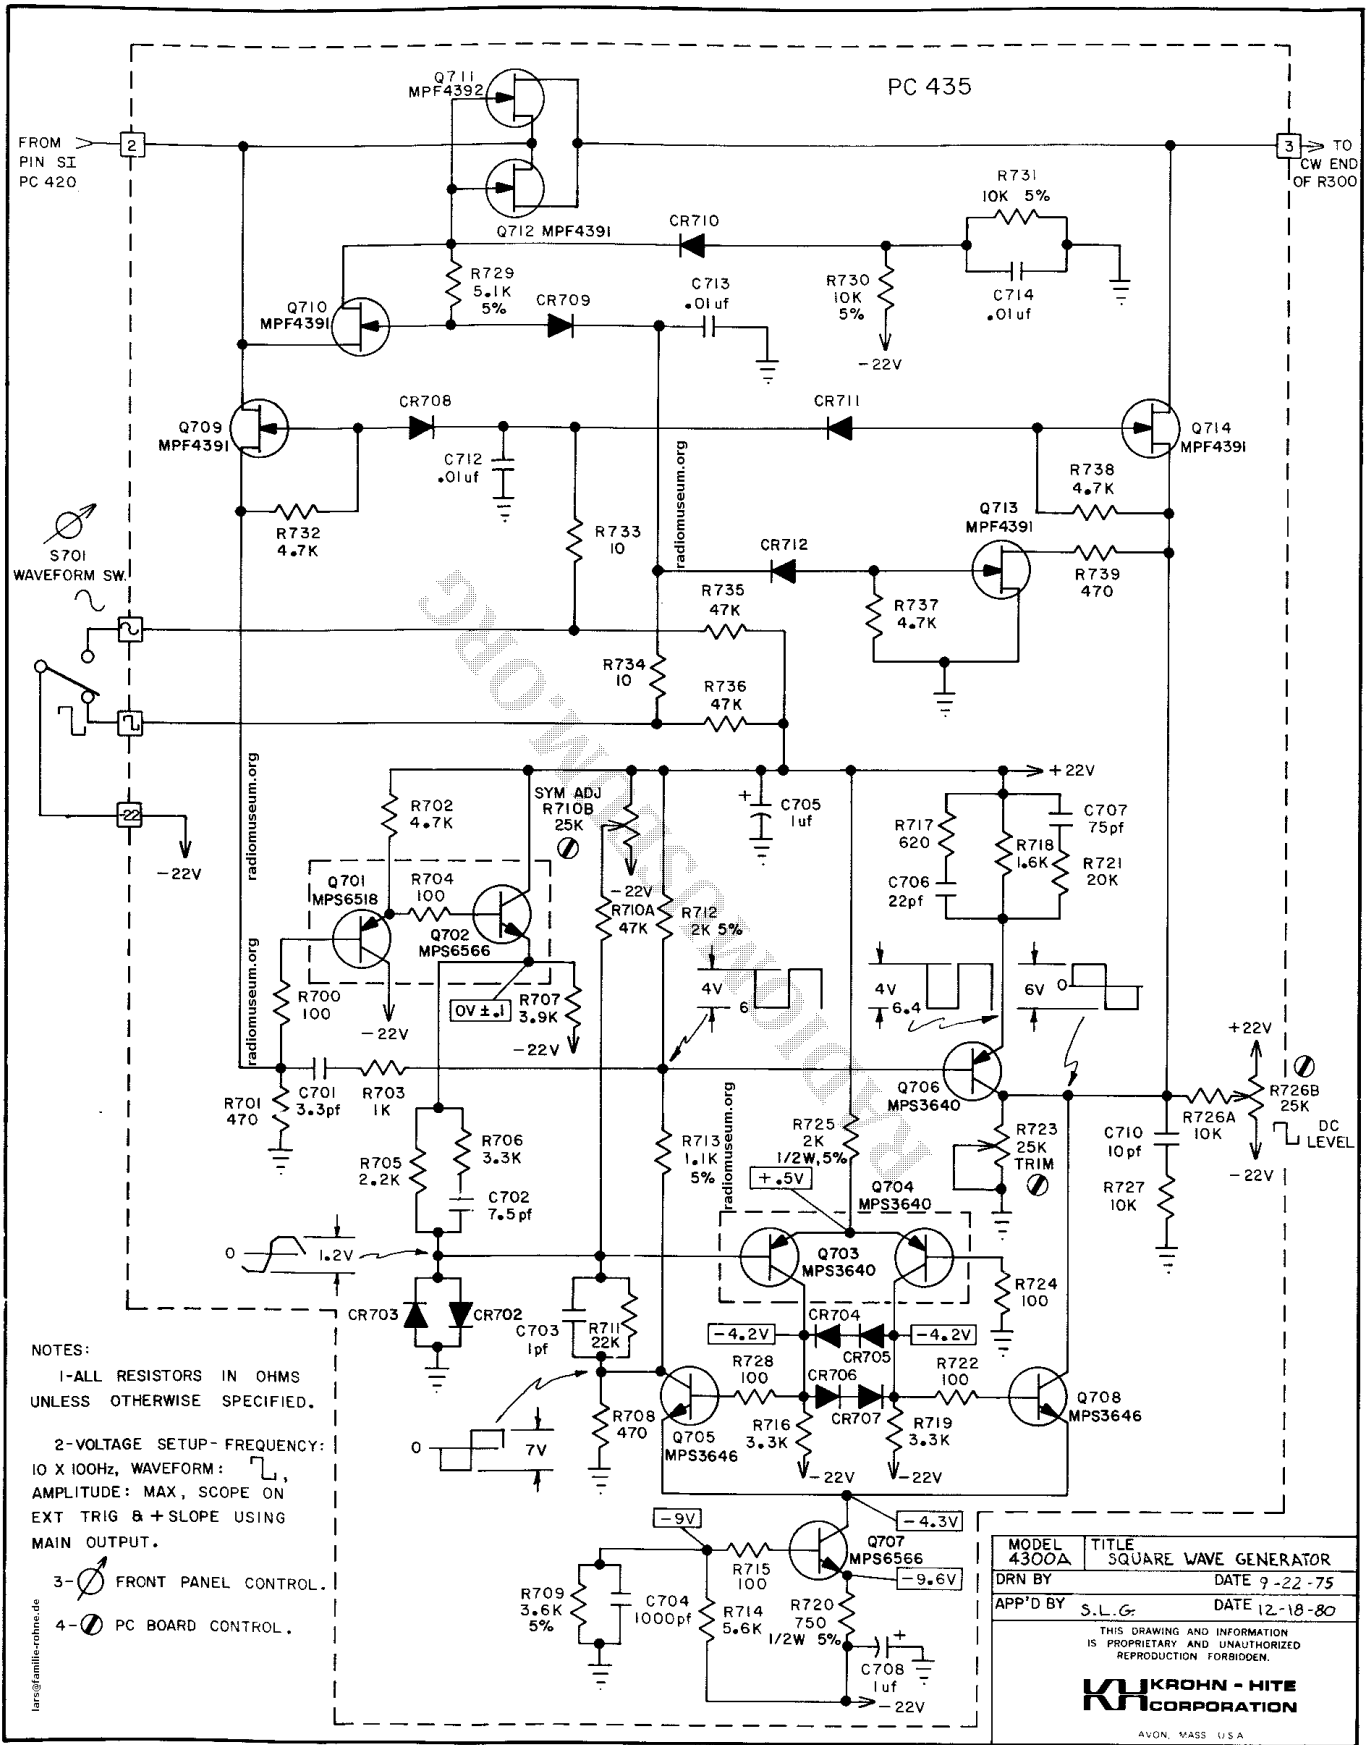 PC 435
Q711
MPF4392
FROM
PIN SI
PC 420
2
3
TO
CW END
OF R300
R731
10K 5%
Q712 MPF4391
CR710
R729
5.1K
5%
CR709
C713
.01uf
R730
10K
5%
C714
.01uf
-22V
Q710
MPF4391
CR708
CR711
Q709
MPF4391
Q714
MPF4391
C712
.01uf
radiomuseum.org
R738
4.7K
S701
WAVEFORM SW.
R732
4.7K
R733
10
Q713
MPF4391
CR712
R739
470
R735
47K
R737
4.7K
R734
10
R736
47K
RADIOMUSEUM.ORG
-22
-22V
radiomuseum.org
+22V
R702
4.7K
SYM ADJ
R710B
25K
C705
1uf
+
R717
620
R718
1.6K
C707
75pf
R721
20K
C706
22pf
Q701
MPS6518
R704
100
Q702
MPS6566
-22V
R710A
47K
R712
2K 5%
radiomuseum.org
R700
100
-22V
0V ±.1
R707
3.9K
-22V
4V
6
4V
6.4
6V
0
+22V
R701
470
C701
3.3pf
R703
1K
Q706
MPS3640
R726A
10K
R726B
25K
DC
LEVEL
-22V
radiomuseum.org
R725
2K
1/2W,5%
R723
25K
TRIM
C710
10pf
R727
10K
R705
2.2K
R706
3.3K
C702
7.5pf
R713
1.1K
5%
+.5V
Q704
MPS3640
0
1.2V
Q703
MPS3640
R724
100
CR703
CR702
C703
1pf
R711
22K
-4.2V
CR704
CR705
-4.2V
R728
100
CR706
CR707
R722
100
Q708
MPS3646
0
7V
R708
470
Q705
MPS3646
R716
3.3K
R719
3.3K
-22V
-22V
-9V
-4.3V
R715
100
Q707
MPS6566
-9.6V
R709
3.6K
5%
C704
1000pf
R714
5.6K
R720
750
1/2W 5%
+
C708
1uf
-22V
NOTES:
1-ALL RESISTORS IN OHMS
UNLESS OTHERWISE SPECIFIED.
2-VOLTAGE SETUP- FREQUENCY:
10 X 100Hz, WAVEFORM: ,
AMPLITUDE: MAX, SCOPE ON
EXT TRIG & + SLOPE USING
MAIN OUTPUT.
3- FRONT PANEL CONTROL.
4- PC BOARD CONTROL.
lars@familie-rohne.de
MODEL
4300A
TITLE
SQUARE WAVE GENERATOR
DRN BY
DATE 9-22-75
APP'D BY S.L.G.
DATE 12-18-80
THIS DRAWING AND INFORMATION
IS PROPRIETARY AND UNAUTHORIZED
REPRODUCTION FORBIDDEN.
KH KROHN - HITE
CORPORATION
AVON, MASS U.S.A